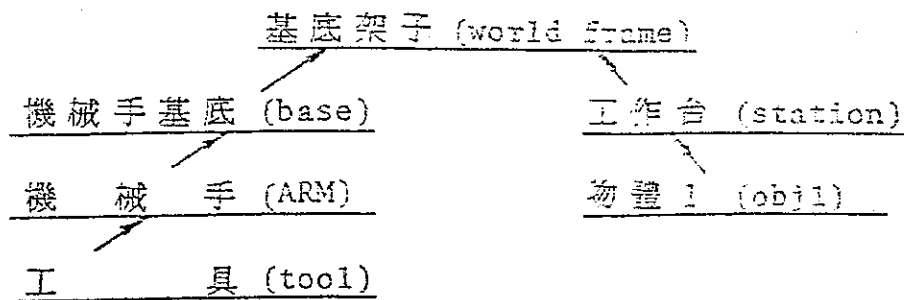 基底架子 (world frame)
機械手基底 (base)
工作台 (station)
機械手 (ARM)
物體 1 (obj1)
工具 (tool)